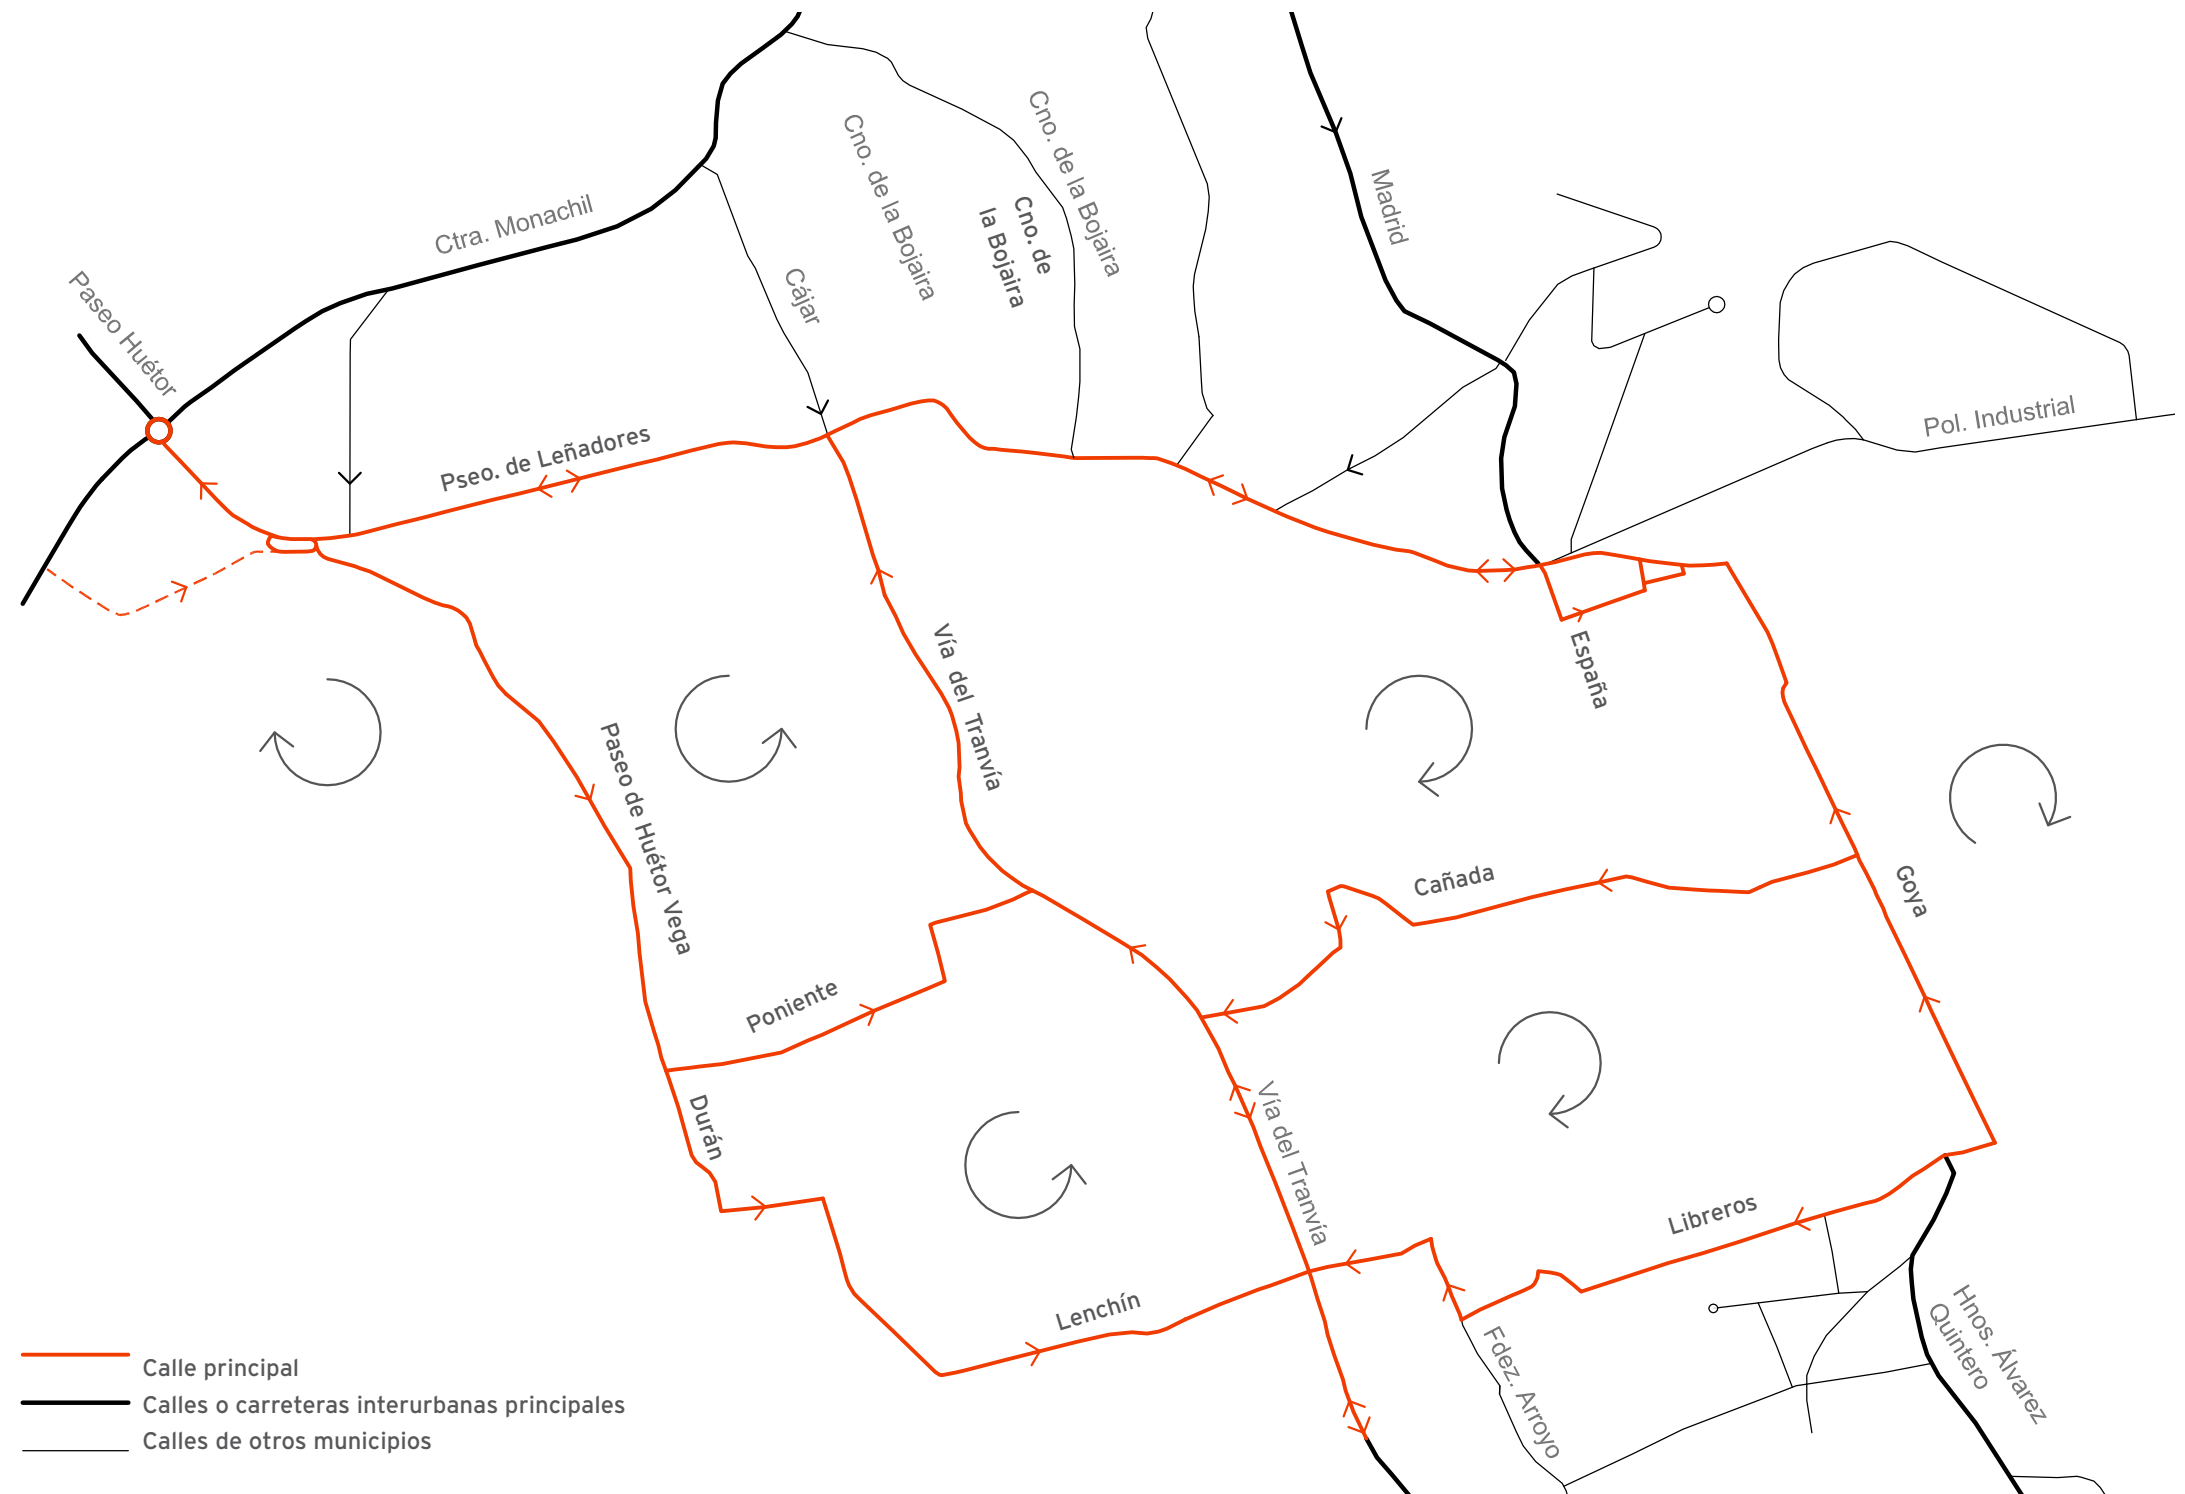 Cno. de la Bojaira
Cno. de la Bojaira
Madrid
Ctra. Monachil
Cno. de
la Bojaira
Paseo Huétor
Cájar
Pol. Industrial
Pseo. de Leñadores
España
Vía del Tranvía
Paseo de Huétor Vega
Cañada
Goya
Poniente
Durán
Vía del Tranvía
Libreros
Lenchín
Hnos. Álvarez
Quintero
Fdez. Arroyo
Calle principal
Calles o carreteras interurbanas principales
Calles de otros municipios